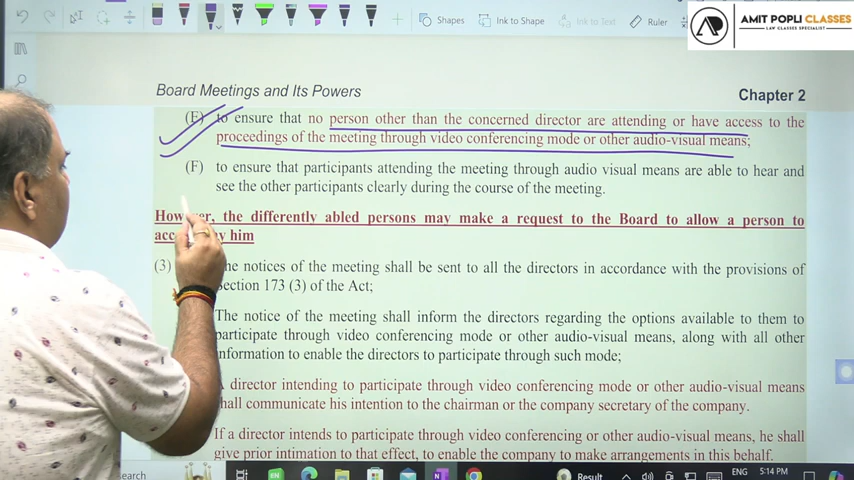 Shapes
Ink to Shape
Ink to Text
Ruler
AMIT POPLI CLASSES
LAW CLASSES SPECIALIST
Board Meetings and Its Powers
Chapter 2
(E) to ensure that no person other than the concerned director are attending or have access to the
proceedings of the meeting through video conferencing mode or other audio-visual means;
(F) to ensure that participants attending the meeting through audio visual means are able to hear and
see the other participants clearly during the course of the meeting.
However, the differently abled persons may make a request to the Board to allow a person to
him
(3) notices of the meeting shall be sent to all the directors in accordance with the provisions of
Section 173 (3) of the Act;
The notice of the meeting shall inform the directors regarding the options available to them to
participate through video conferencing mode or other audio-visual means, along with all other
information to enable the directors to participate through such mode;
director intending to participate through video conferencing mode or other audio-visual means
shall communicate his intention to the chairman or the company secretary of the company.
If a director intends to participate through video conferencing or other audio-visual means, he shall
give prior intimation to that effect, to enable the company to make arrangements in this behalf.
earch
Result
ENG
5:14 PM